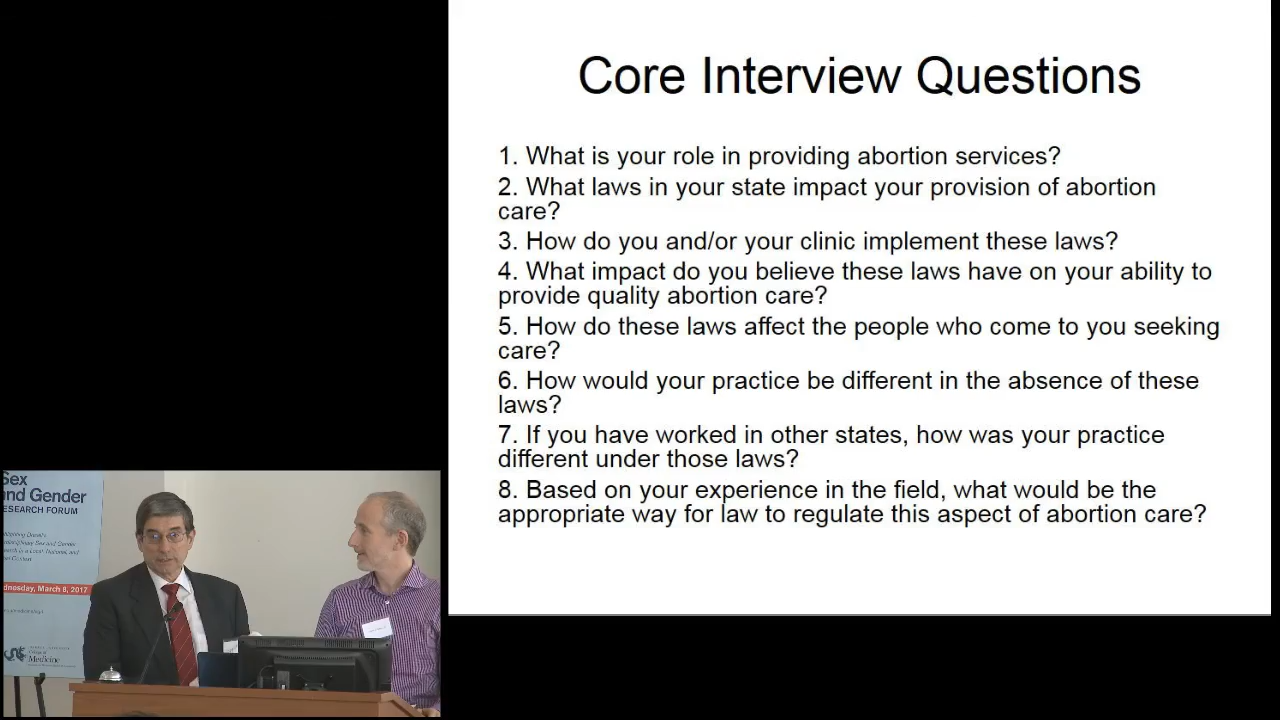 Core Interview Questions
1. What is your role in providing abortion services?
2. What laws in your state impact your provision of abortion
care?
3. How do you and/or your clinic implement these laws?
4. What impact do you believe these laws have on your ability to
provide quality abortion care?
5. How do these laws affect the people who come to you seeking
care?
6. How would your practice be different in the absence of these
laws?
7. If you have worked in other states, how was your practice
different under those laws?
8. Based on your experience in the field, what would be the
appropriate way for law to regulate this aspect of abortion care?
Sex
and Gender
ESEARCH FORUM
dnesday, March 8, 2017
Medicine